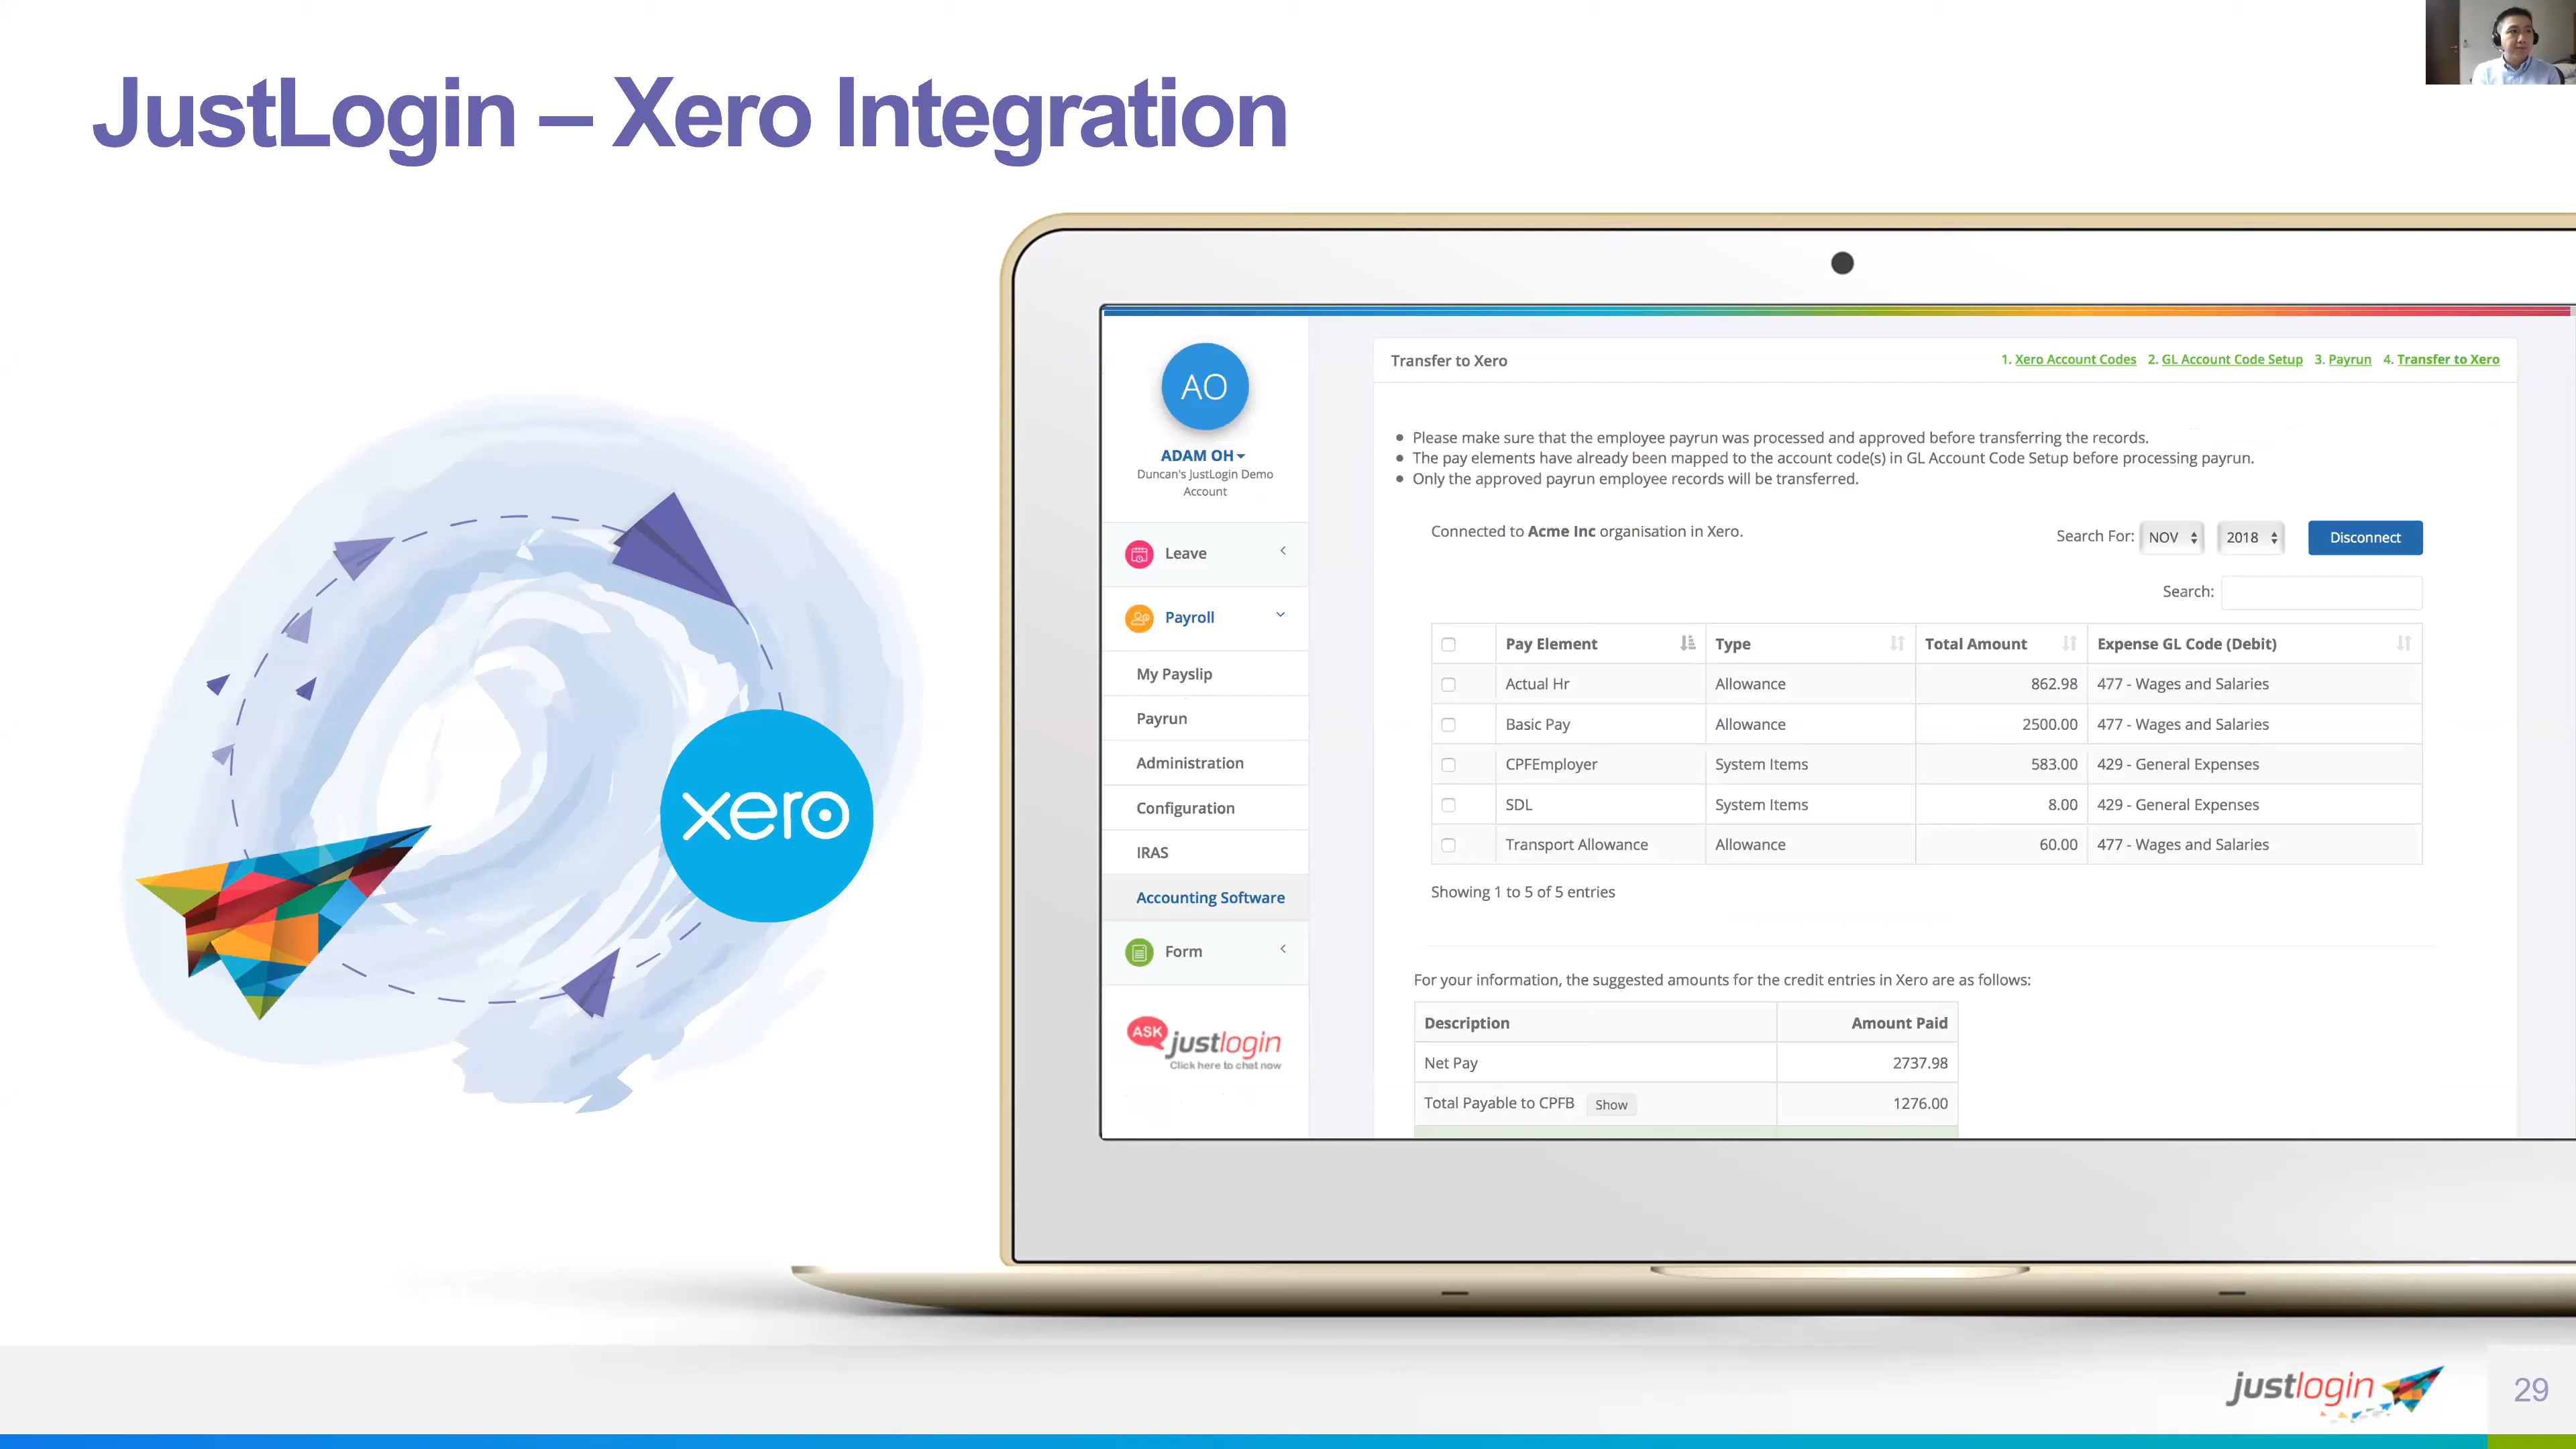 JustLogin – Xero Integration
xero
AO
ADAM OH
Duncan's JustLogin Demo
Account
Leave
Payroll
My Payslip
Payrun
Administration
Configuration
IRAS
Accounting Software
Form
ASK justlogin
Click here to chat now
Transfer to Xero
1. Xero Account Codes 2. GL Account Code Setup 3. Payrun 4. Transfer to Xero
• Please make sure that the employee payrun was processed and approved before transferring the records.
• The pay elements have already been mapped to the account code(s) in GL Account Code Setup before processing payrun.
• Only the approved payrun employee records will be transferred.
Connected to Acme Inc organisation in Xero.
Search For: NOV 2018 Disconnect
Search:
Pay Element Type Total Amount Expense GL Code (Debit)
Actual Hr Allowance 862.98 477 - Wages and Salaries
Basic Pay Allowance 2500.00 477 - Wages and Salaries
CPFEmployer System Items 583.00 429 - General Expenses
SDL System Items 8.00 429 - General Expenses
Transport Allowance Allowance 60.00 477 - Wages and Salaries
Showing 1 to 5 of 5 entries
For your information, the suggested amounts for the credit entries in Xero are as follows:
Description Amount Paid
Net Pay 2737.98
Total Payable to CPFB Show 1276.00
justlogin
29